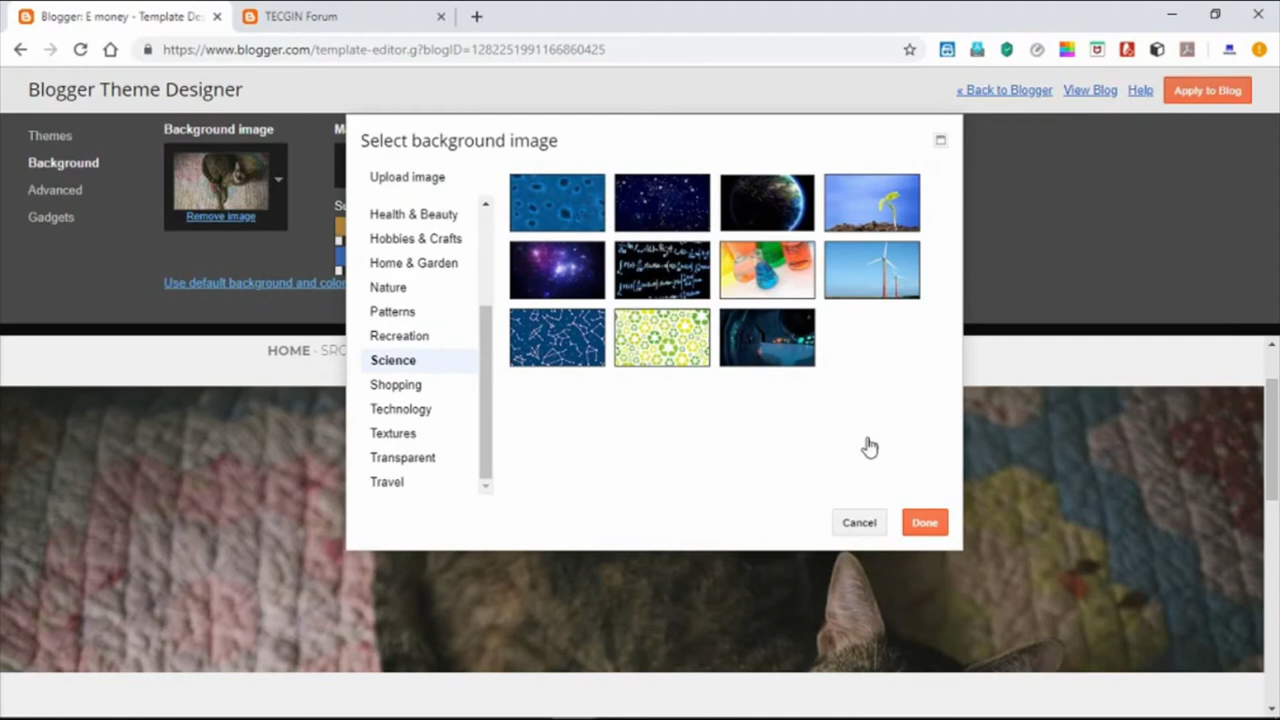 Blogger: E money - Template De
TECGIN Forum
https://www.blogger.com/template-editor.g?blogID=1282251991166860425
Blogger Theme Designer
« Back to Blogger
View Blog
Help
Apply to Blog
Themes
Background
Advanced
Gadgets
Background image
Remove image
Use default background and color
Select background image
Upload image
Health & Beauty
Hobbies & Crafts
Home & Garden
Nature
Patterns
Recreation
Science
Shopping
Technology
Textures
Transparent
Travel
Cancel
Done
HOME - SRC